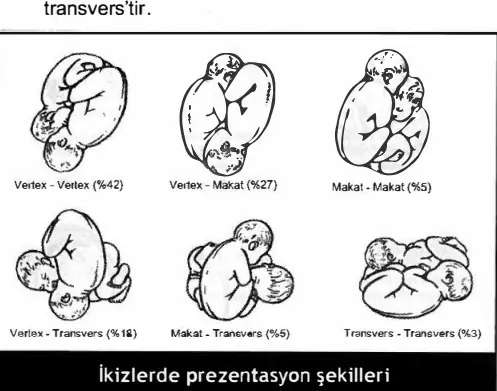 transvers'tir.
Vertex - Vertex (%42)
Vertex - Makat (%27)
Makat - Makat (%5)
Vertex - Transvers (%18)
Makat - Transvers (%5)
Transvers - Transvers (%3)
İkizlerde prezentasyon şekilleri